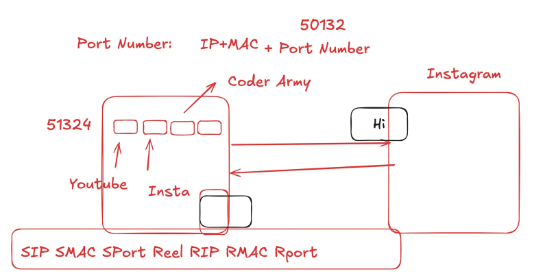 50132
Port Number: IP+MAC + Port Number
Coder Army
Instagram
51324
Hi
Youtube
Insta
SIP SMAC SPort Reel RIP RMAC Rport